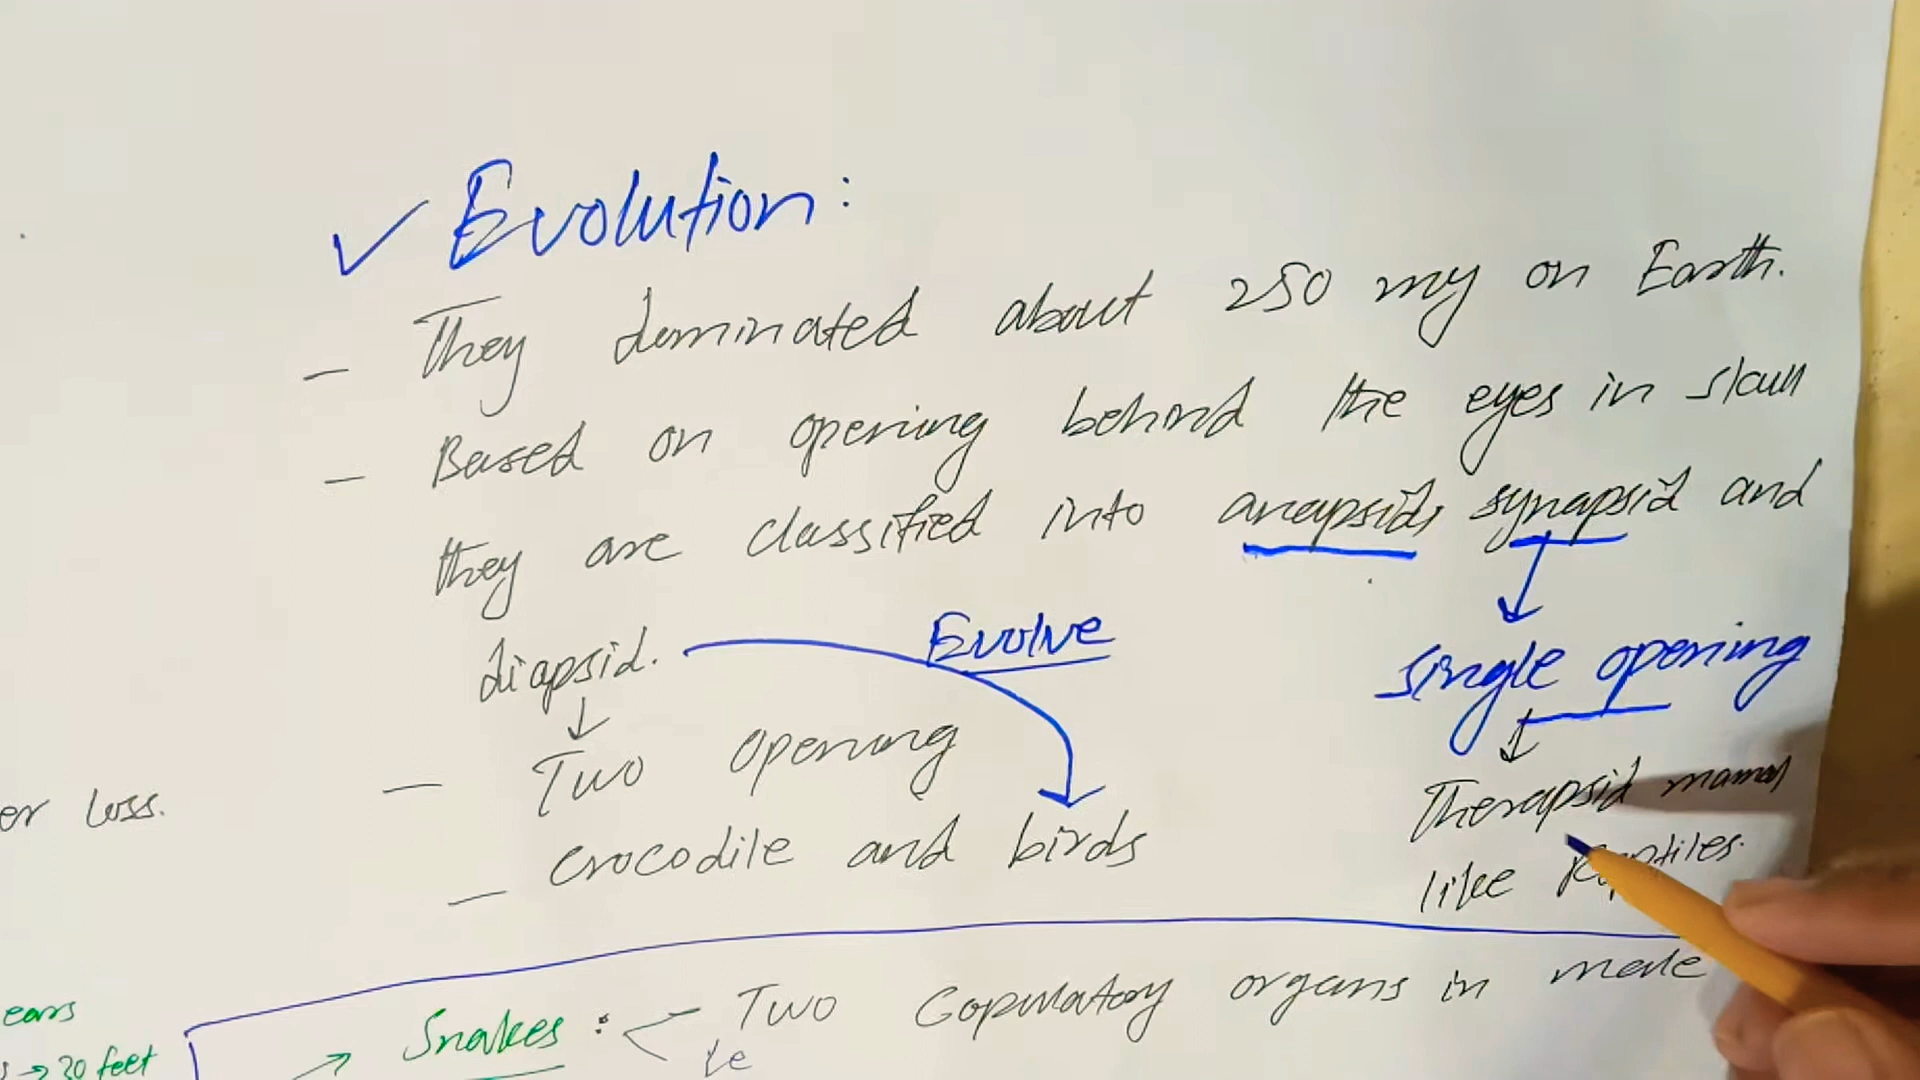 ✓ Evolution:
- They dominated about 250 my on Earth.
- Based on opening behind the eyes in skull
they are classified into anapsid, synapsid and
diapsid. Evolve
↓ Two opening
- crocodile and birds
single opening
Therapsid mamal
like Reptiles.
er loss.
Snakes: - Two Copulatory organs in male
ears
→ 30 feet